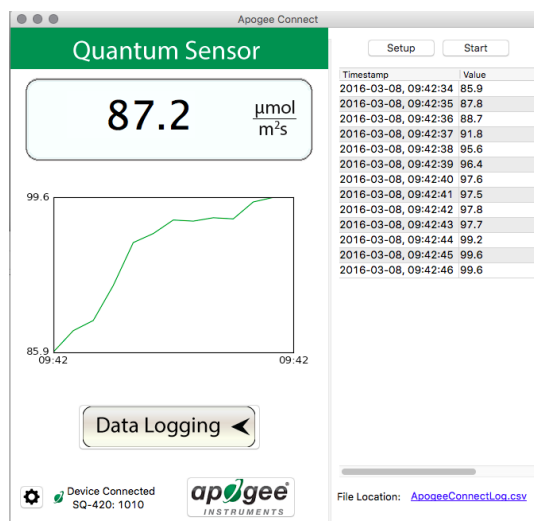 Apogee Connect
Quantum Sensor
87.2 µmol
m²s
99.6
85.9
09:42 09:42
Data Logging
Device Connected
SQ-420: 1010
apogee
INSTRUMENTS
Setup Start
Timestamp Value
2016-03-08, 09:42:34 85.9
2016-03-08, 09:42:35 87.8
2016-03-08, 09:42:36 88.7
2016-03-08, 09:42:37 91.8
2016-03-08, 09:42:38 95.6
2016-03-08, 09:42:39 96.4
2016-03-08, 09:42:40 97.6
2016-03-08, 09:42:41 97.5
2016-03-08, 09:42:42 97.8
2016-03-08, 09:42:43 97.7
2016-03-08, 09:42:44 99.2
2016-03-08, 09:42:45 99.6
2016-03-08, 09:42:46 99.6
File Location: ApogeeConnectLog.csv